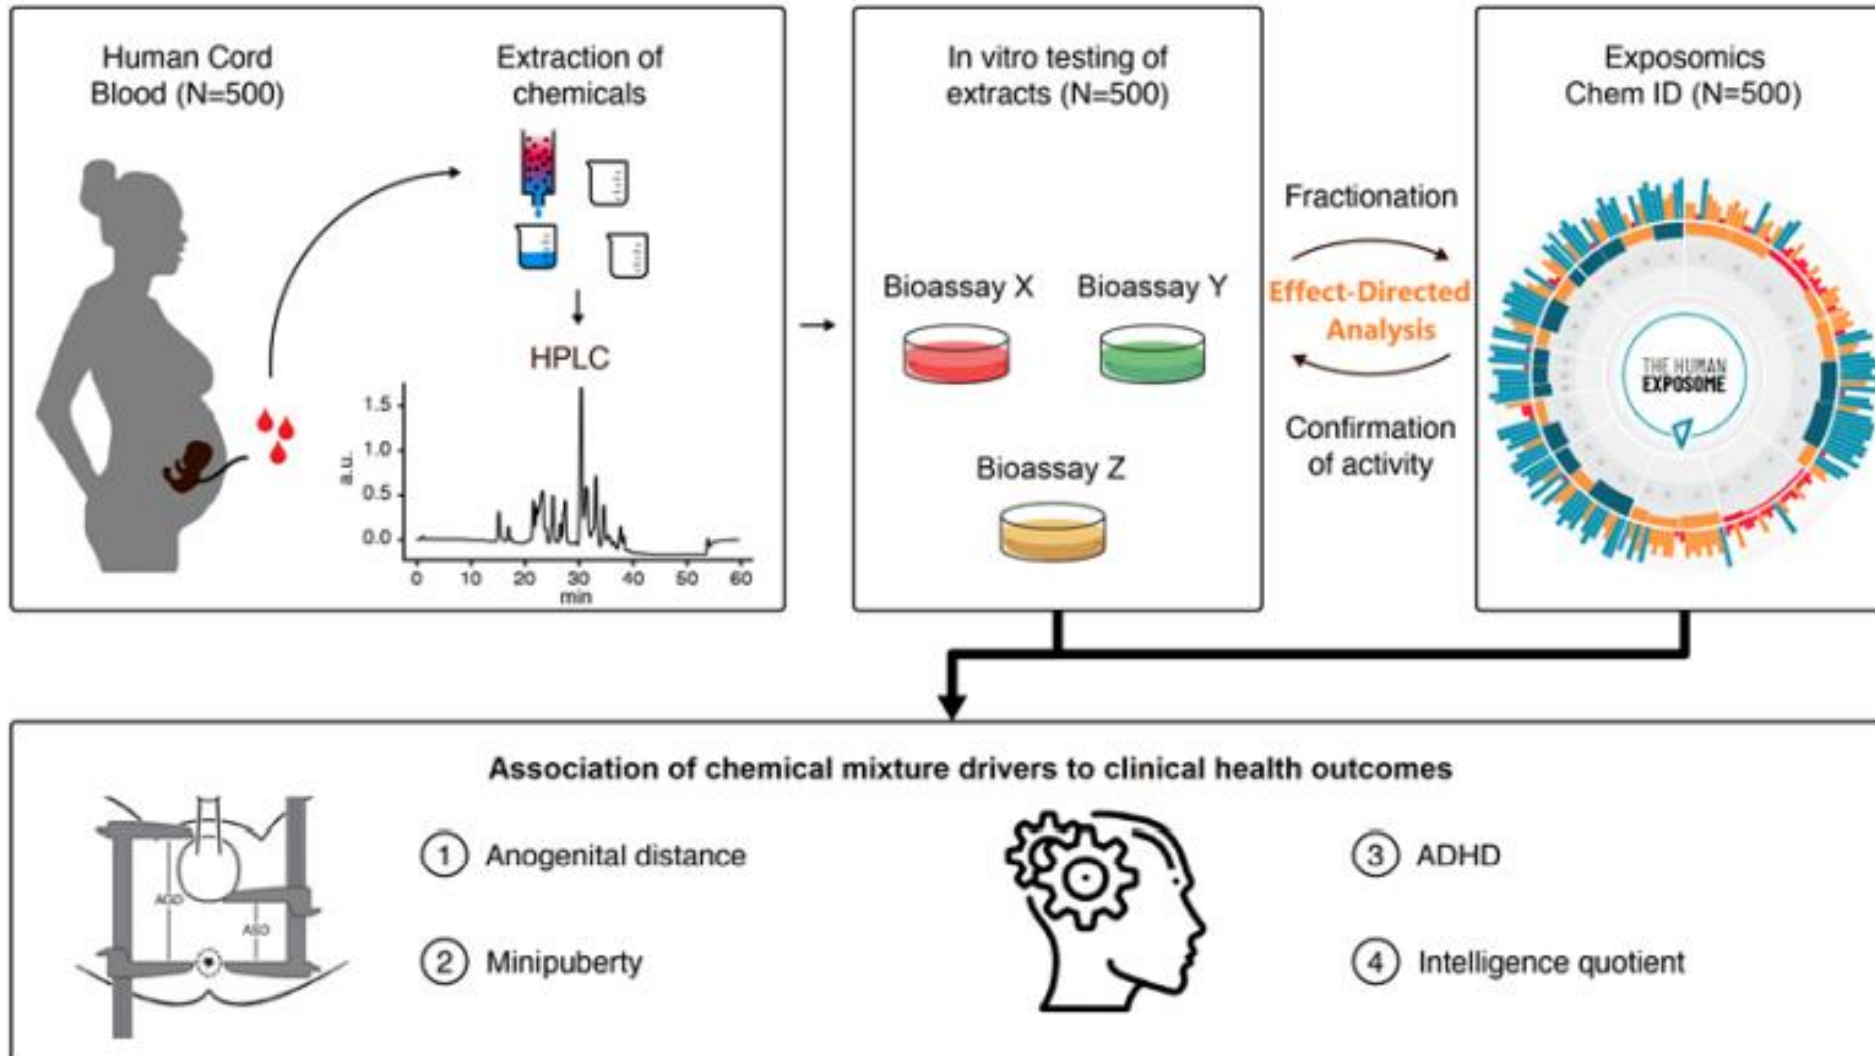 Human Cord
Blood (N=500)
Extraction of
chemicals
HPLC
a.u.
1.5
1.0
0.5
0.0
0 10 20 30 40 50 60
min
In vitro testing of
extracts (N=500)
Bioassay X
Bioassay Y
Bioassay Z
Fractionation
Effect-Directed
Analysis
Confirmation
of activity
Exposomics
Chem ID (N=500)
THE HUMAN
EXPOSOME
Association of chemical mixture drivers to clinical health outcomes
AGD
ASD
1 Anogenital distance
2 Minipuberty
3 ADHD
4 Intelligence quotient